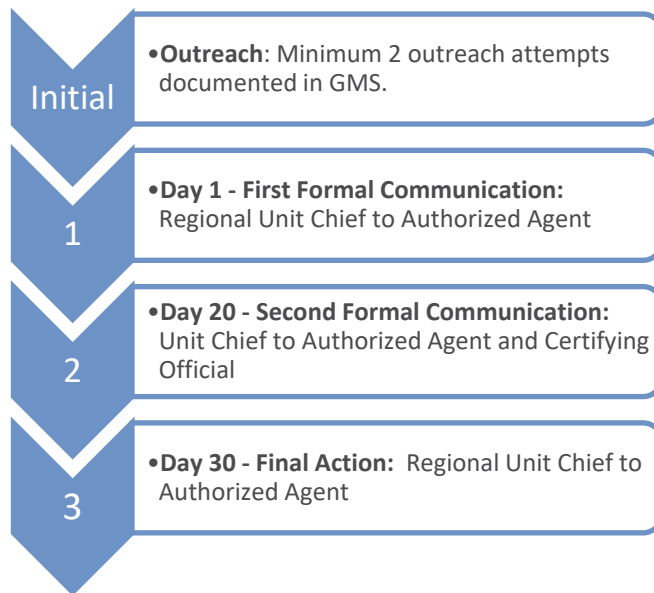 Initial
•Outreach: Minimum 2 outreach attempts
documented in GMS.
1
•Day 1 - First Formal Communication:
Regional Unit Chief to Authorized Agent
2
•Day 20 - Second Formal Communication:
Unit Chief to Authorized Agent and Certifying
Official
3
•Day 30 - Final Action:  Regional Unit Chief to
Authorized Agent